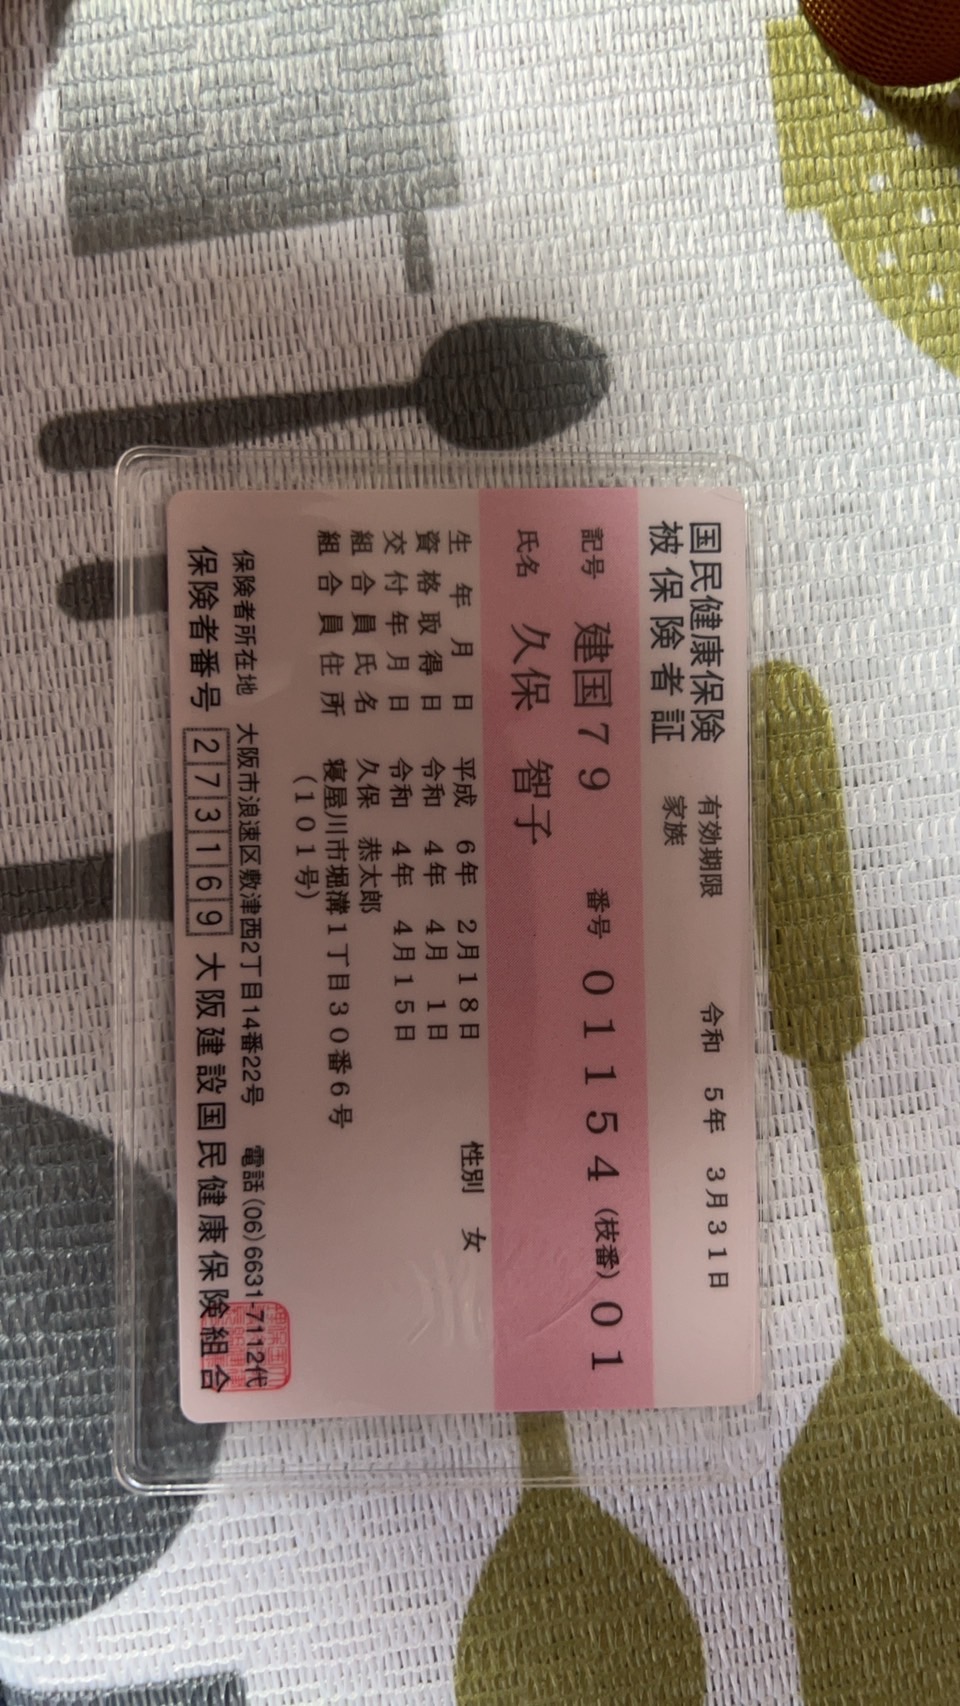 国民健康保険
被保険者証
有効期限 令和 5年 3月31日
家族
記号 建国79 番号 011154 (枝番) 01
氏名 久保 智子
生年月日 平成 6年 2月18日 性別 女
資格取得日 令和 4年 4月 1日
交付年月日 令和 4年 4月15日
組合員氏名 久保 恭太郎
組合員住所 寝屋川市堀溝1丁目30番6号
(101号)
保険者所在地 大阪市浪速区敷津西2丁目14番22号 電話(06)6631-7112代
保険者番号 273169 大阪建設国民健康保険組合